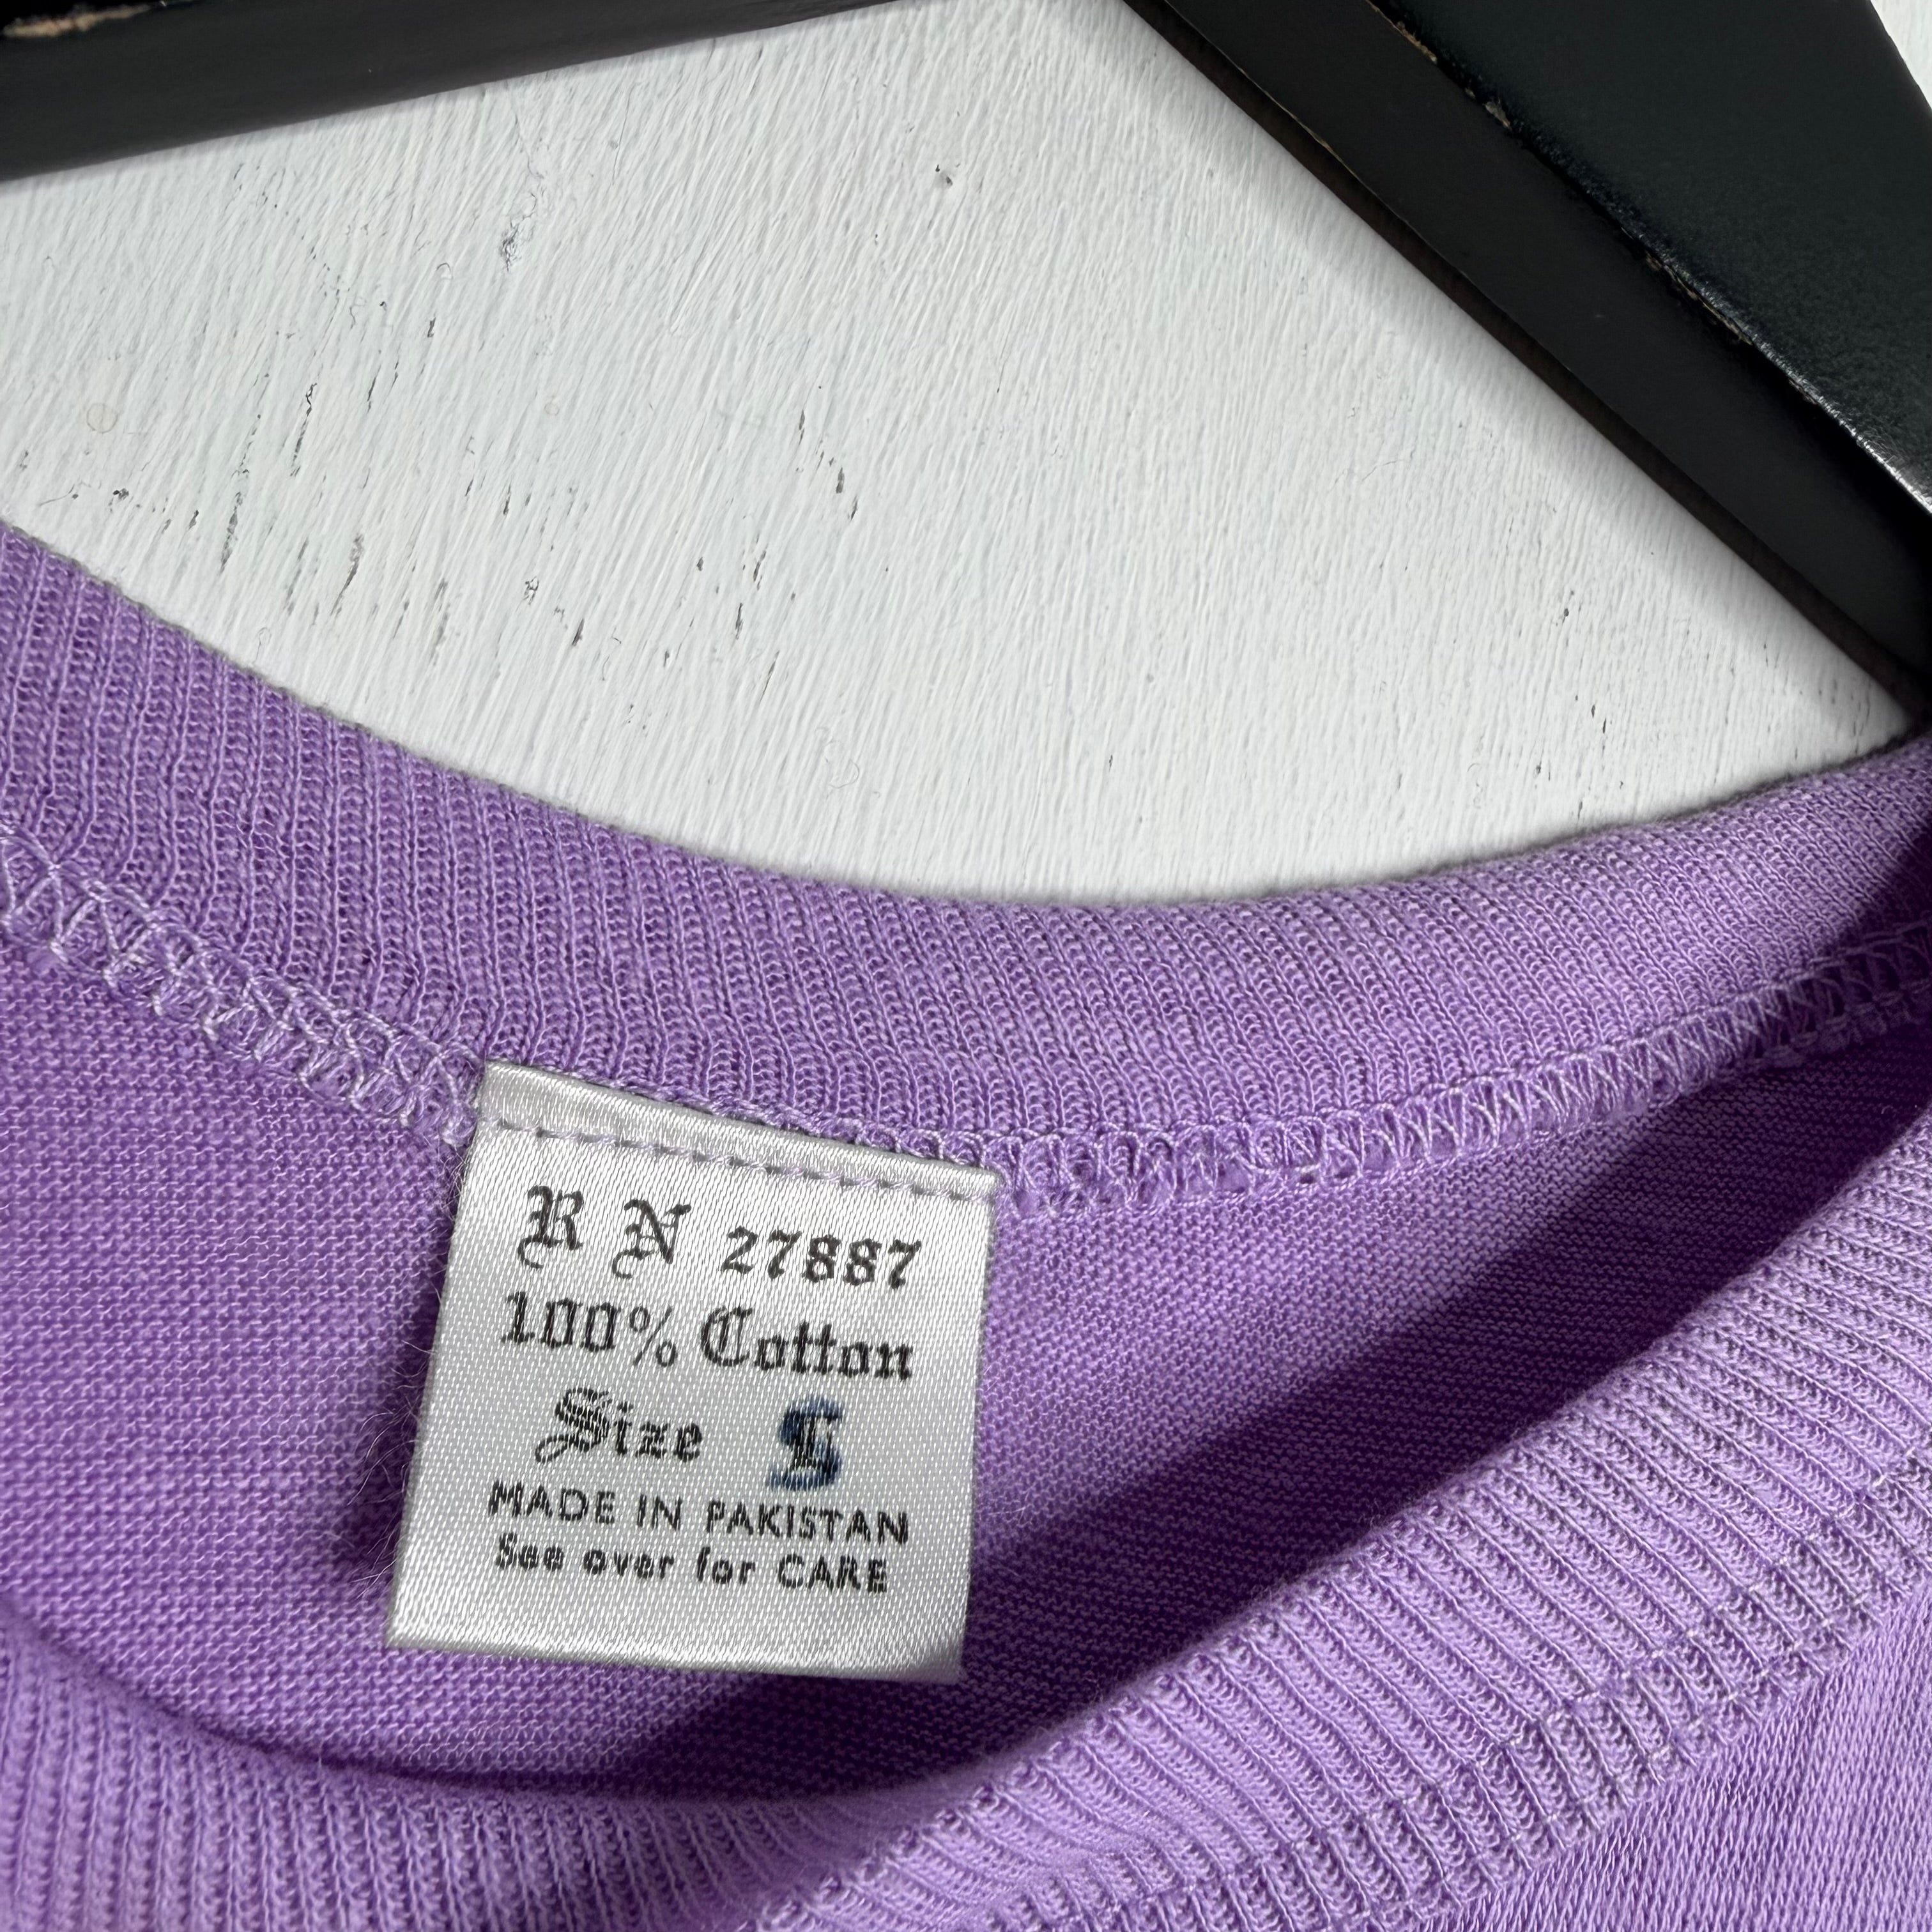 R N 27887
100% Cotton
Size S
MADE IN PAKISTAN
See over for CARE